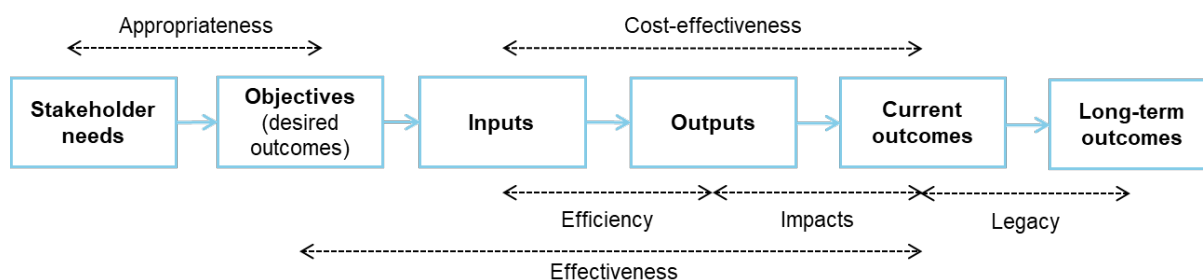 Appropriateness
Cost-effectiveness
Stakeholder
needs
Objectives
(desired
outcomes)
Inputs
Outputs
Current
outcomes
Long-term
outcomes
Efficiency
Impacts
Legacy
Effectiveness